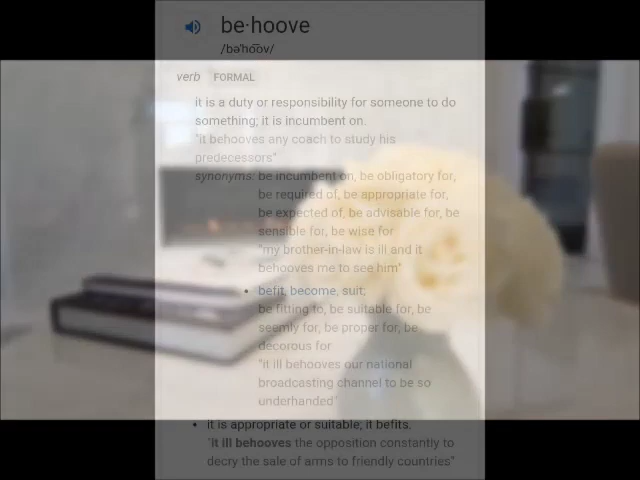 be·hoove
/bəˈho͞ov/
verb FORMAL
it is a duty or responsibility for someone to do
something; it is incumbent on.
"it behooves any coach to study his
predecessors"
synonyms: be incumbent on, be obligatory for,
be required of, be appropriate for,
be expected of, be advisable for, be
sensible for, be wise for
"my brother-in-law is ill and it
behooves me to see him"
• befit, become, suit;
be fitting to, be suitable for, be
seemly for, be proper for, be
decorous for
"it ill behooves our national
broadcasting channel to be so
underhanded"
• it is appropriate or suitable; it befits.
"it ill behooves the opposition constantly to
decry the sale of arms to friendly countries"